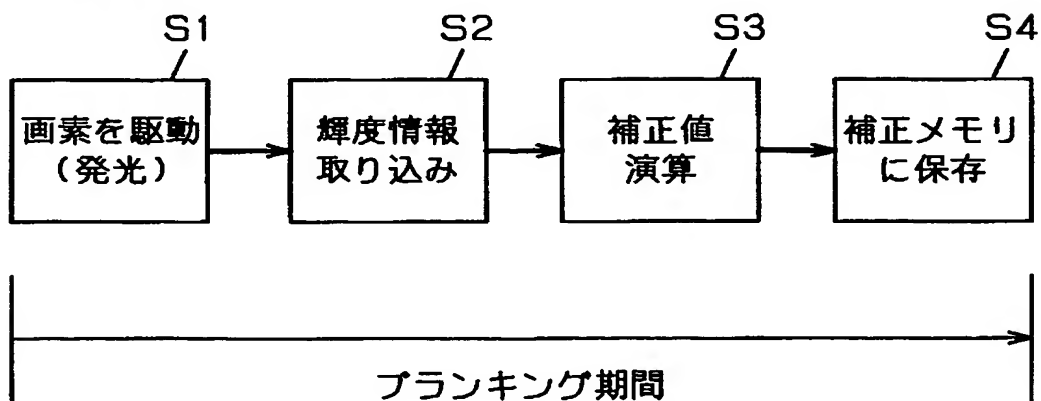 S1
S2
S3
S4
画素を駆動
(発光)
輝度情報
取り込み
補正値
演算
補正メモリ
に保存
ブランキング期間